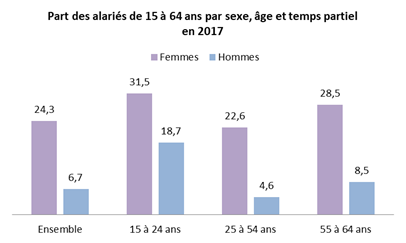 Part des alariés de 15 à 64 ans par sexe, âge et temps partiel
en 2017
Femmes Hommes
24,3 6,7 31,5 18,7 22,6 4,6 28,5 8,5
Ensemble 15 à 24 ans 25 à 54 ans 55 à 64 ans